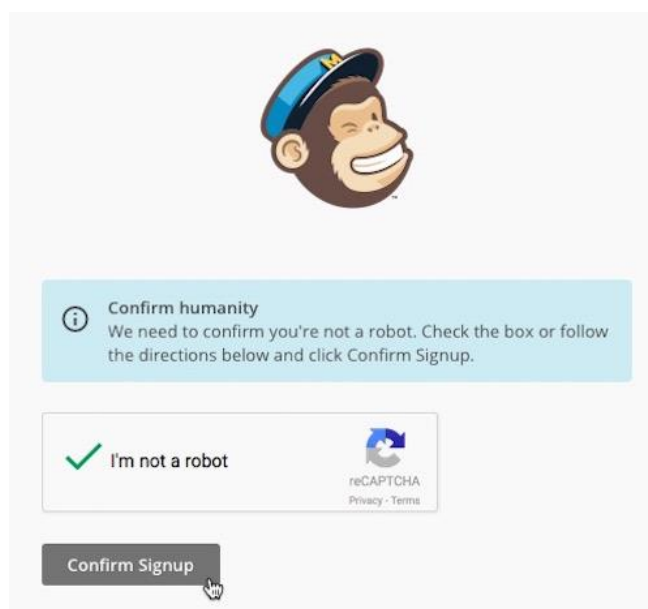 M
™
Confirm humanity
We need to confirm you're not a robot. Check the box or follow
the directions below and click Confirm Signup.
I'm not a robot
reCAPTCHA
Privacy - Terms
Confirm Signup